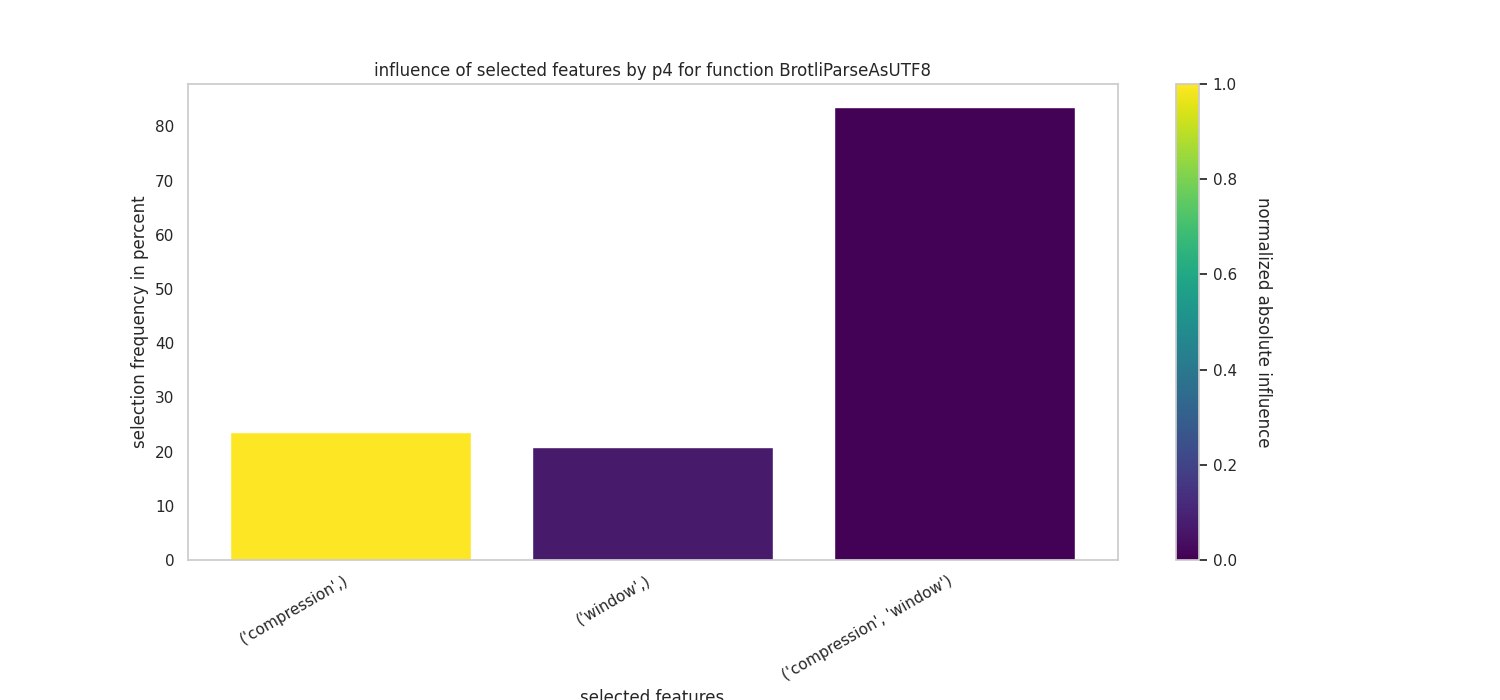 influence of selected features by p4 for function BrotliParseAsUTF8
selection frequency in percent
80
70
60
50
40
30
20
10
0
('compression',)
('window',)
('compression', 'window')
selected features
1.0
0.8
0.6
0.4
0.2
0.0
normalized absolute influence